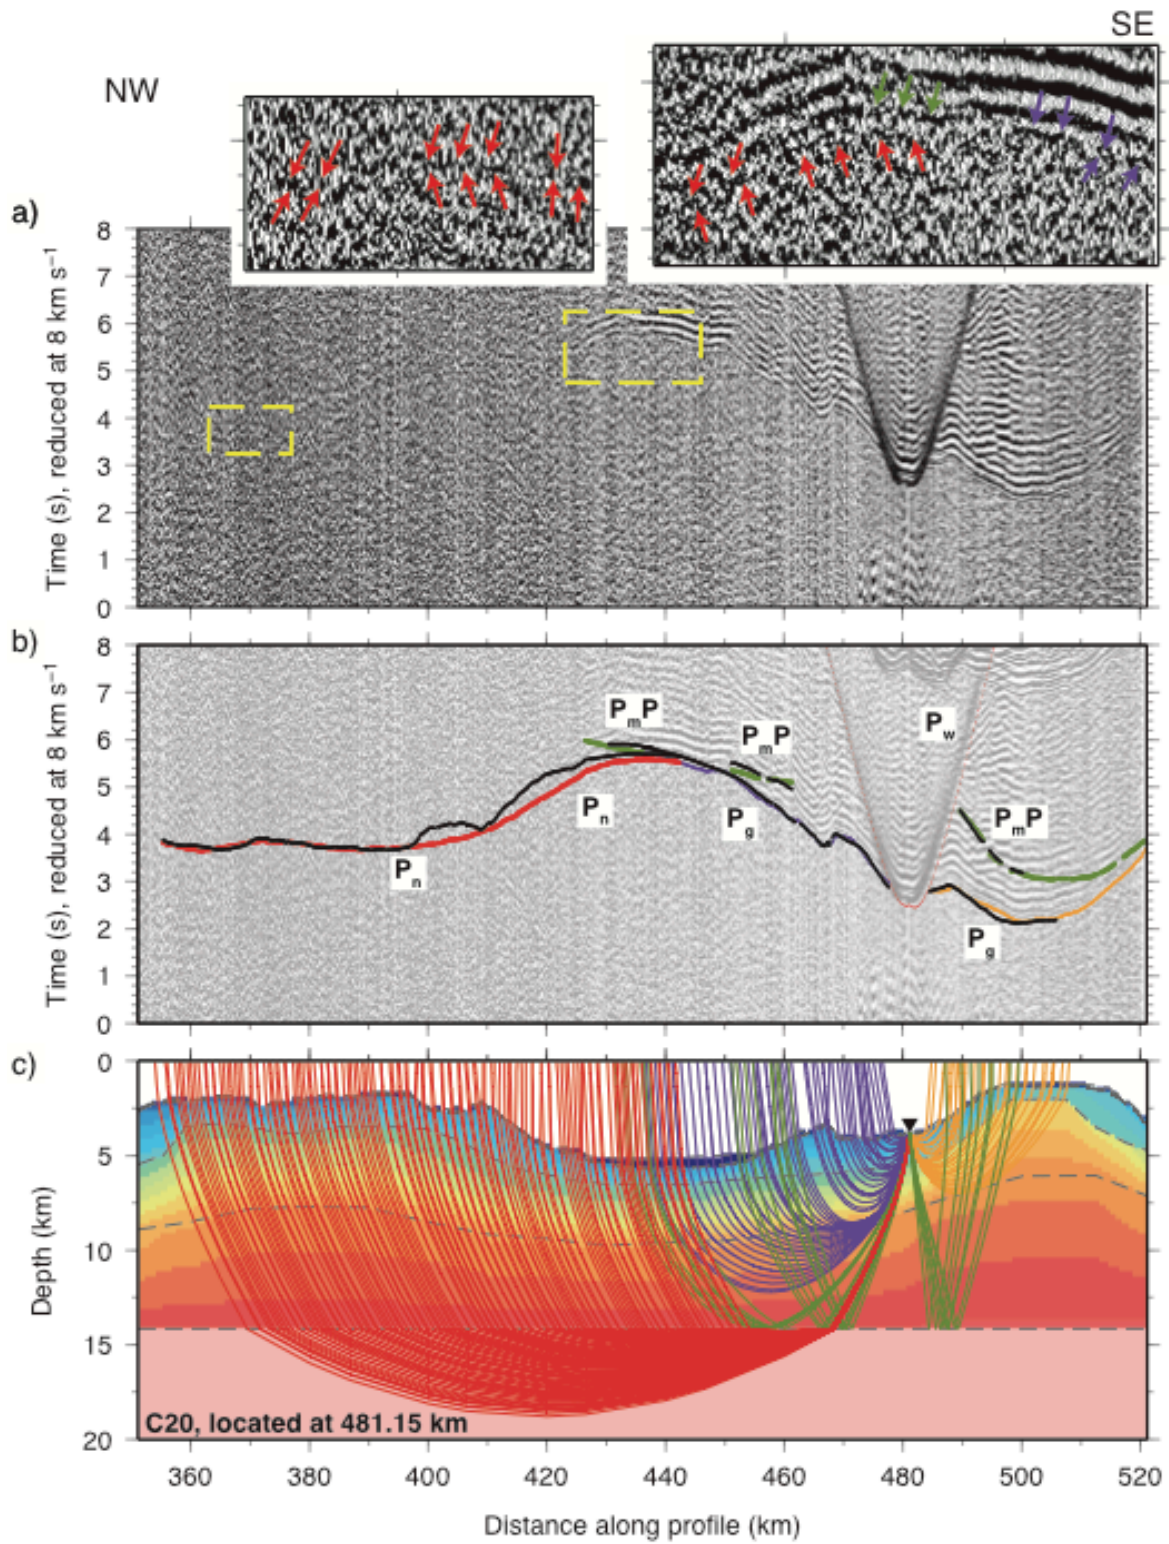 SE
NW
a)
8
7
6
5
4
3
2
1
0
Time (s), reduced at 8 km s⁻¹
b)
8
7
6
5
4
3
2
1
0
Time (s), reduced at 8 km s⁻¹
PmP
PmP
Pw
Pn
Pg
PmP
Pn
Pg
c)
0
5
10
15
20
Depth (km)
C20, located at 481.15 km
360 380 400 420 440 460 480 500 520
Distance along profile (km)